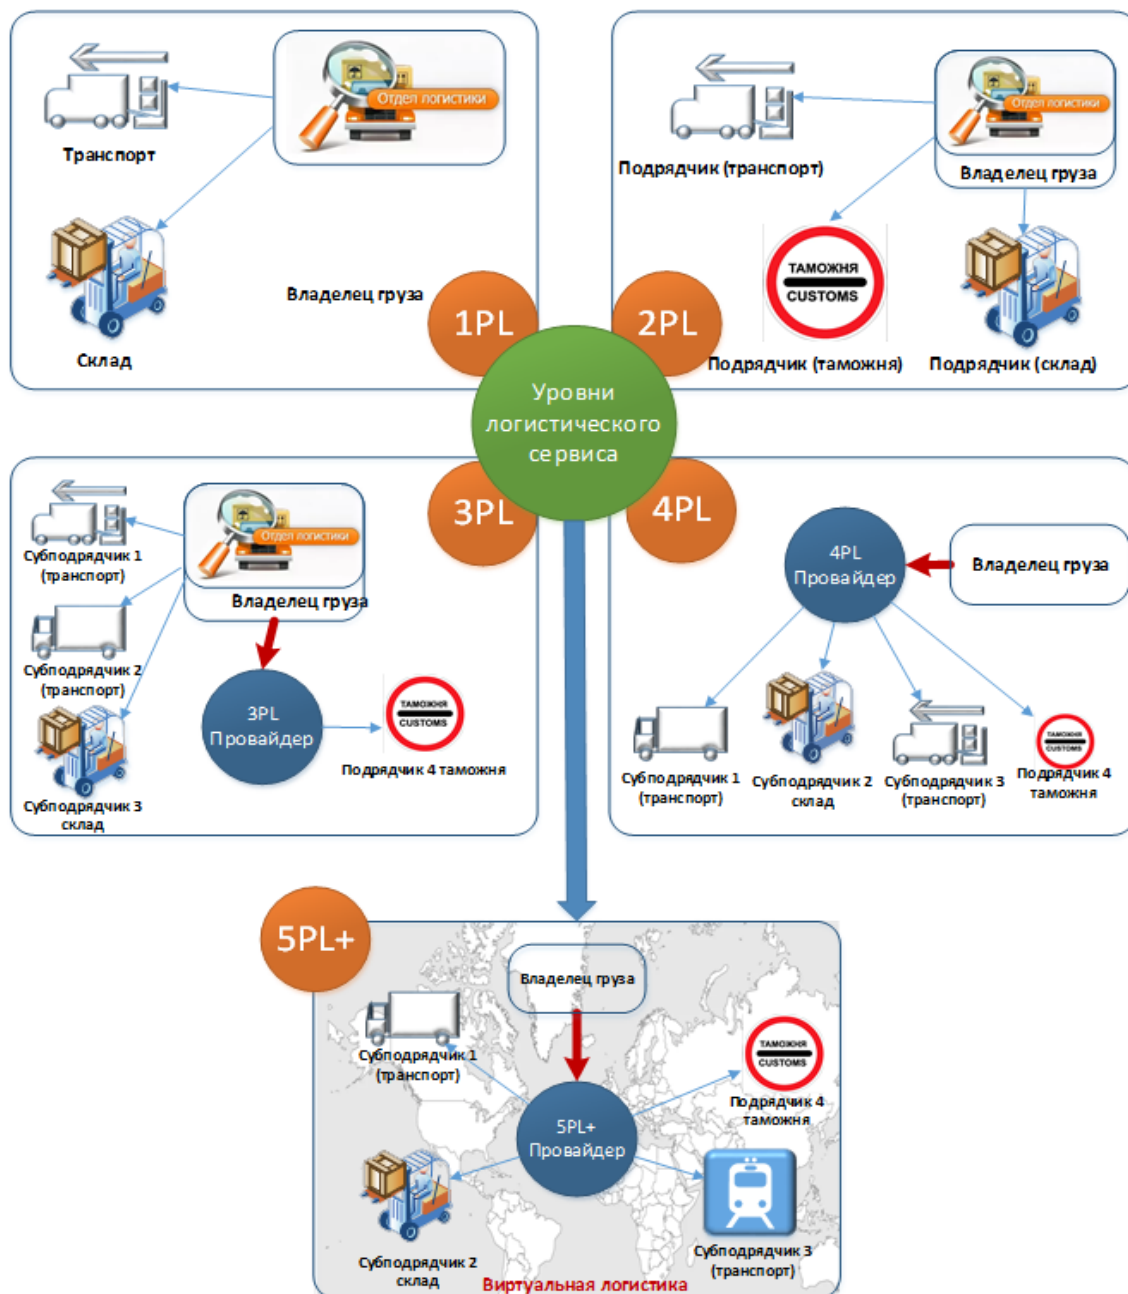 Отдел логистики
Транспорт
Владелец груза
Склад
1PL
Отдел логистики
Подрядчик (транспорт)
Владелец груза
ТАМОЖНЯ
CUSTOMS
Подрядчик (таможня)
Подрядчик (склад)
2PL
Уровни
логистического
сервиса
3PL
Отдел логистики
Субподрядчик 1
(транспорт)
Владелец груза
Субподрядчик 2
(транспорт)
3PL
Провайдер
ТАМОЖНЯ
CUSTOMS
Подрядчик 4 таможня
Субподрядчик 3
склад
4PL
4PL
Провайдер
Владелец груза
Субподрядчик 1
(транспорт)
Субподрядчик 2
склад
Субподрядчик 3
(транспорт)
ТАМОЖНЯ
CUSTOMS
Подрядчик 4
таможня
5PL+
Владелец груза
Субподрядчик 1
(транспорт)
ТАМОЖНЯ
CUSTOMS
Подрядчик 4
таможня
5PL+
Провайдер
Субподрядчик 2
склад
Субподрядчик 3
(транспорт)
Виртуальная логистика